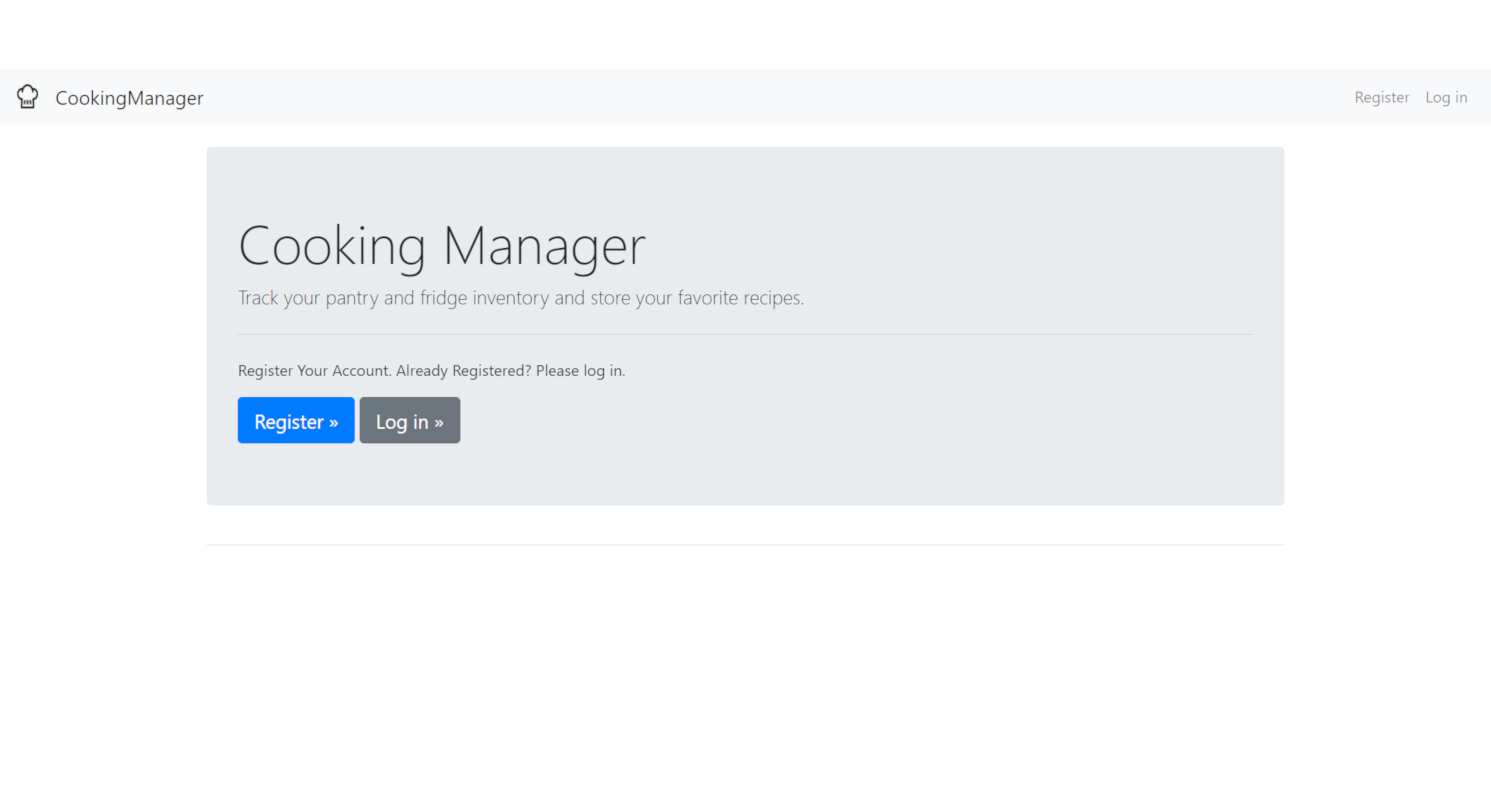 CookingManager
Register
Log in
Cooking Manager
Track your pantry and fridge inventory and store your favorite recipes.
Register Your Account. Already Registered? Please log in.
Register »
Log in »